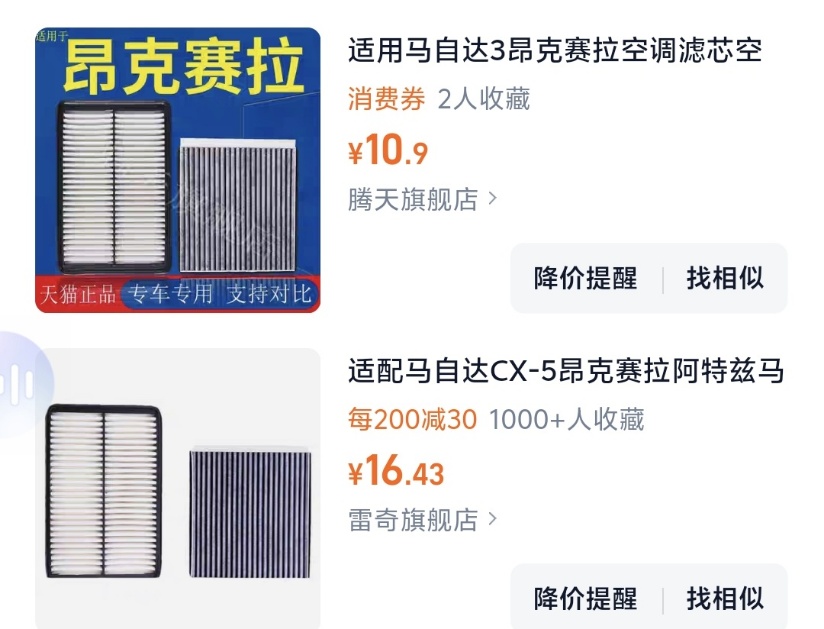 适用于
昂克赛拉
天猫正品 专车专用 支持对比
适用马自达3昂克赛拉空调滤芯空
消费券 2人收藏
¥10.9
腾天旗舰店 >
降价提醒 | 找相似
适配马自达CX-5昂克赛拉阿特兹马
每200减30 1000+人收藏
¥16.43
雷奇旗舰店 >
降价提醒 | 找相似